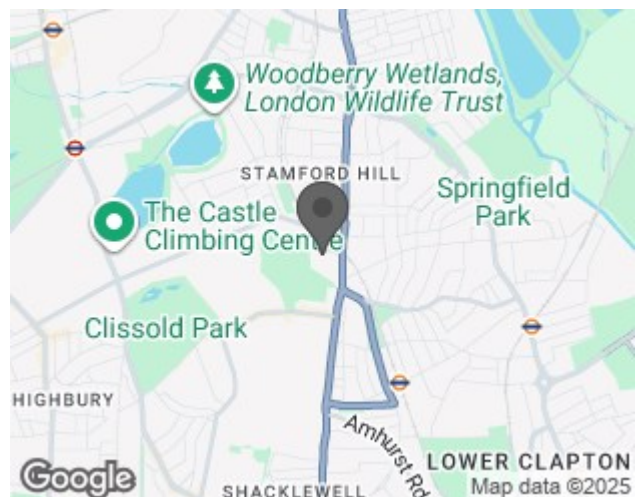 Woodberry Wetlands,
London Wildlife Trust
STAMFORD HILL
Springfield
Park
The Castle
Climbing Centre
Clissold Park
HIGHBURY
Amhurst Rd
LOWER CLAPTON
SHACKLEWELL
Google
Map data ©2025